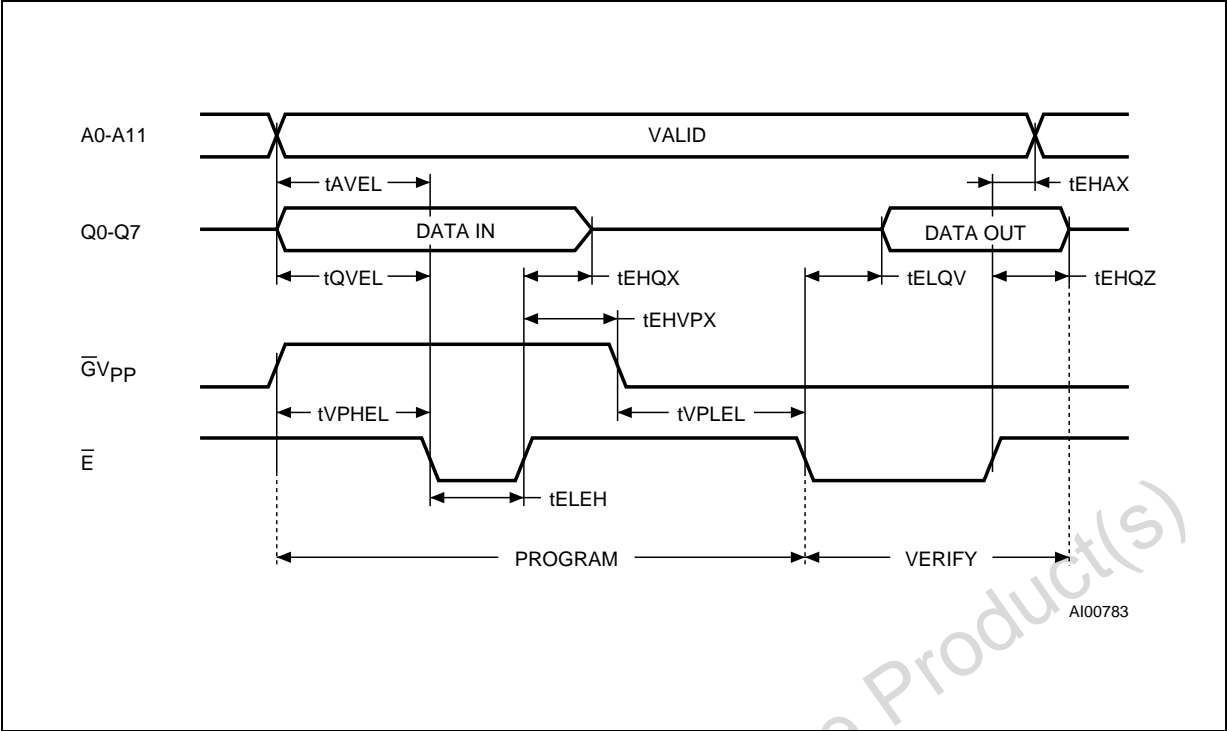 A0-A11
VALID
tAVEL
tEHAX
Q0-Q7
DATA IN
DATA OUT
tQVEL
tEHQX
tELQV
tEHQZ
tEHVPX
G̅VPP
tVPHEL
tVPLEL
E̅
tELEH
PROGRAM
VERIFY
AI00783
Product(s)